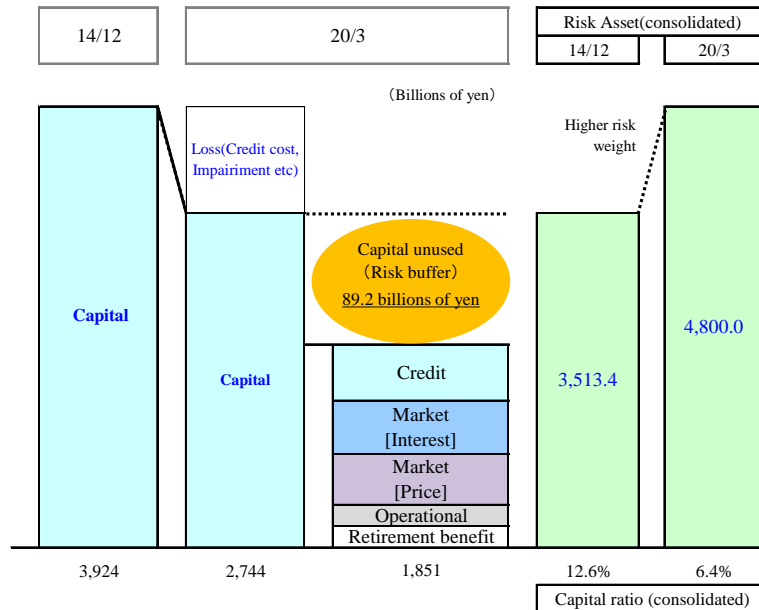 14/12
20/3
Risk Asset(consolidated)
14/12
20/3
（Billions of yen）
Loss(Credit cost,
Impairiment etc)
Higher risk
weight
Capital unused
（Risk buffer）
89.2 billions of yen
Capital
Capital
Credit
Market
[Interest]
Market
[Price]
Operational
Retirement benefit
3,513.4
4,800.0
3,924
2,744
1,851
12.6%
6.4%
Capital ratio (consolidated)